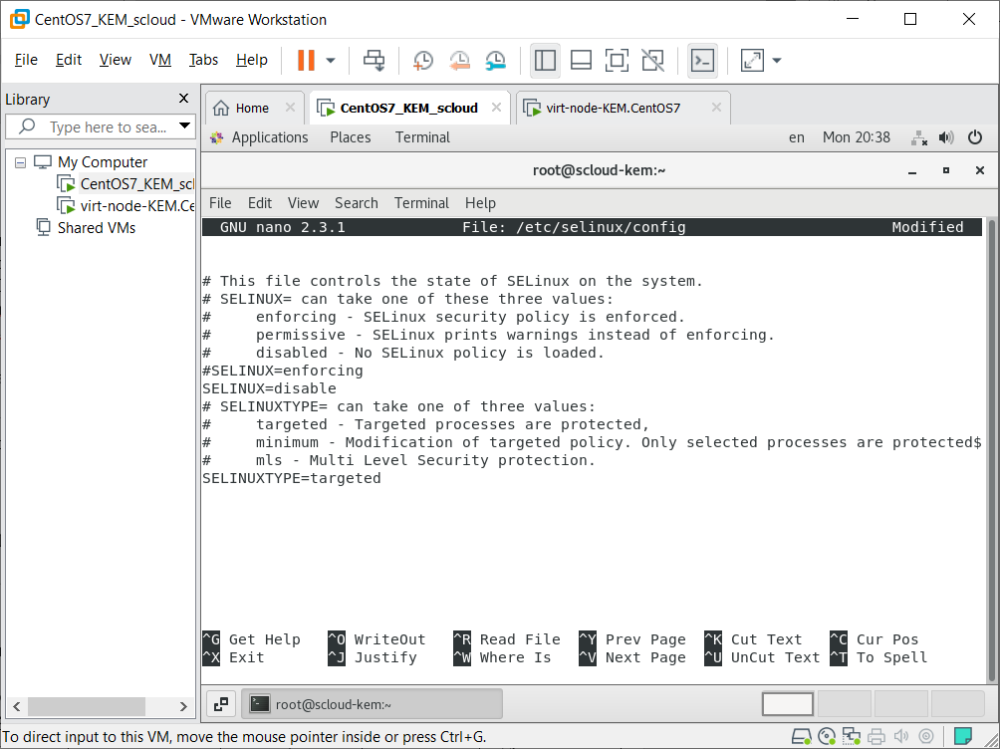 CentOS7_KEM_scloud - VMware Workstation
File Edit View VM Tabs Help
Library
Type here to sea...
My Computer
CentOS7_KEM_scl
virt-node-KEM.Ce
Shared VMs
Home CentOS7_KEM_scloud virt-node-KEM.CentOS7
Applications Places Terminal en Mon 20:38
root@scloud-kem:~
File Edit View Search Terminal Help
GNU nano 2.3.1 File: /etc/selinux/config Modified
# This file controls the state of SELinux on the system.
# SELINUX= can take one of these three values:
#     enforcing - SELinux security policy is enforced.
#     permissive - SELinux prints warnings instead of enforcing.
#     disabled - No SELinux policy is loaded.
#SELINUX=enforcing
SELINUX=disable
# SELINUXTYPE= can take one of three values:
#     targeted - Targeted processes are protected,
#     minimum - Modification of targeted policy. Only selected processes are protected$
#     mls - Multi Level Security protection.
SELINUXTYPE=targeted
^G Get Help ^O WriteOut ^R Read File ^Y Prev Page ^K Cut Text ^C Cur Pos
^X Exit ^J Justify ^W Where Is ^V Next Page ^U UnCut Text ^T To Spell
root@scloud-kem:~
To direct input to this VM, move the mouse pointer inside or press Ctrl+G.